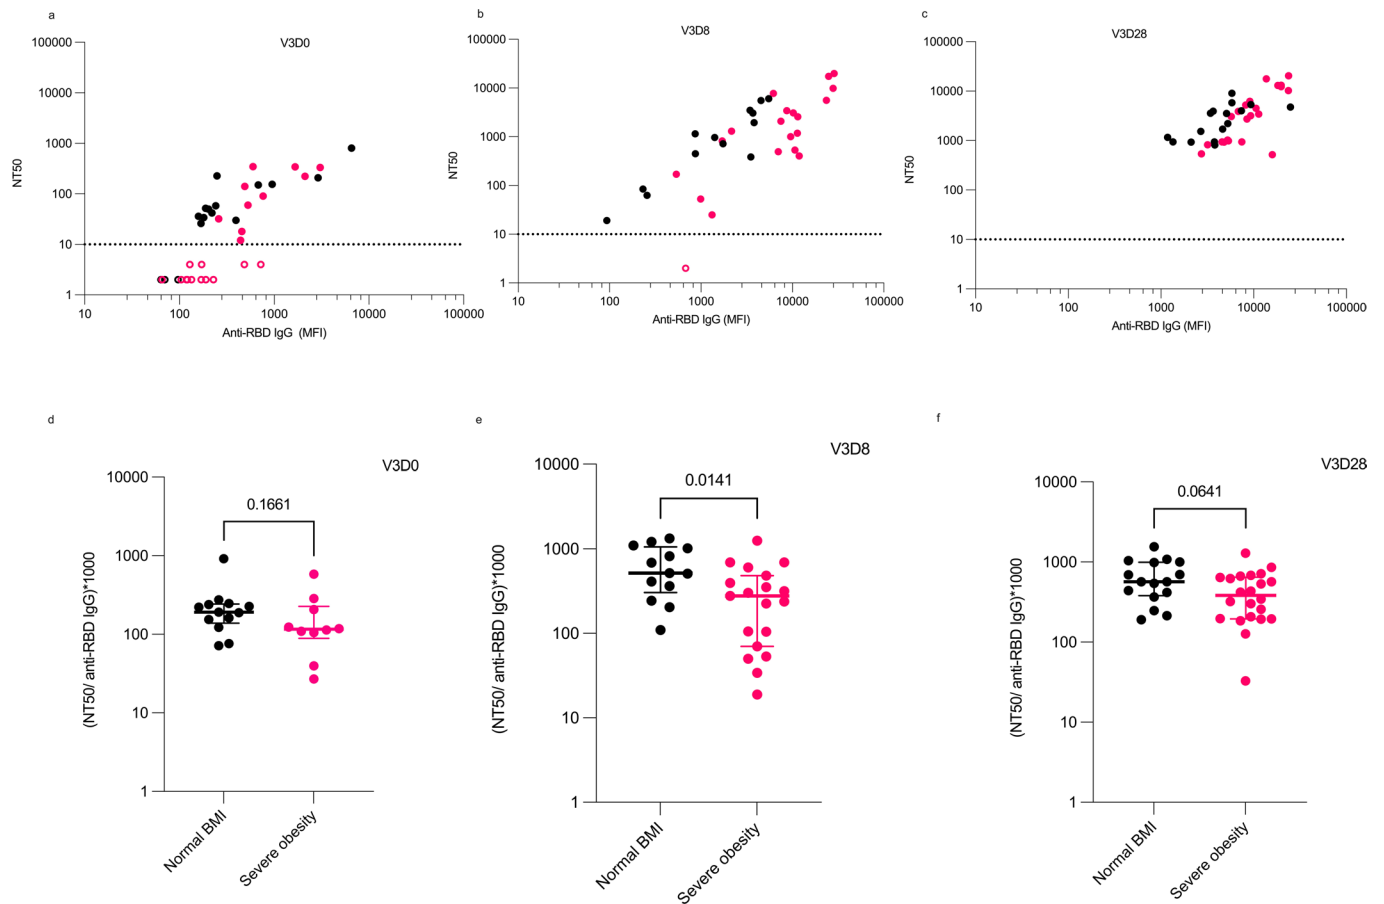 a
V3D0
100000
10000
1000
100
10
1
NT50
10
100
1000
10000
100000
Anti-RBD IgG (MFI)
b
V3D8
100000
10000
1000
100
10
1
NT50
10
100
1000
10000
100000
Anti-RBD IgG (MFI)
c
V3D28
100000
10000
1000
100
10
1
NT50
10
100
1000
10000
100000
Anti-RBD IgG (MFI)
d
V3D0
10000
1000
100
10
1
(NT50/ anti-RBD IgG)*1000
0.1661
Normal BMI
Severe obesity
e
V3D8
10000
1000
100
10
1
(NT50/ anti-RBD IgG)*1000
0.0141
Normal BMI
Severe obesity
f
V3D28
10000
1000
100
10
1
(NT50/ anti-RBD IgG)*1000
0.0641
Normal BMI
Severe obesity